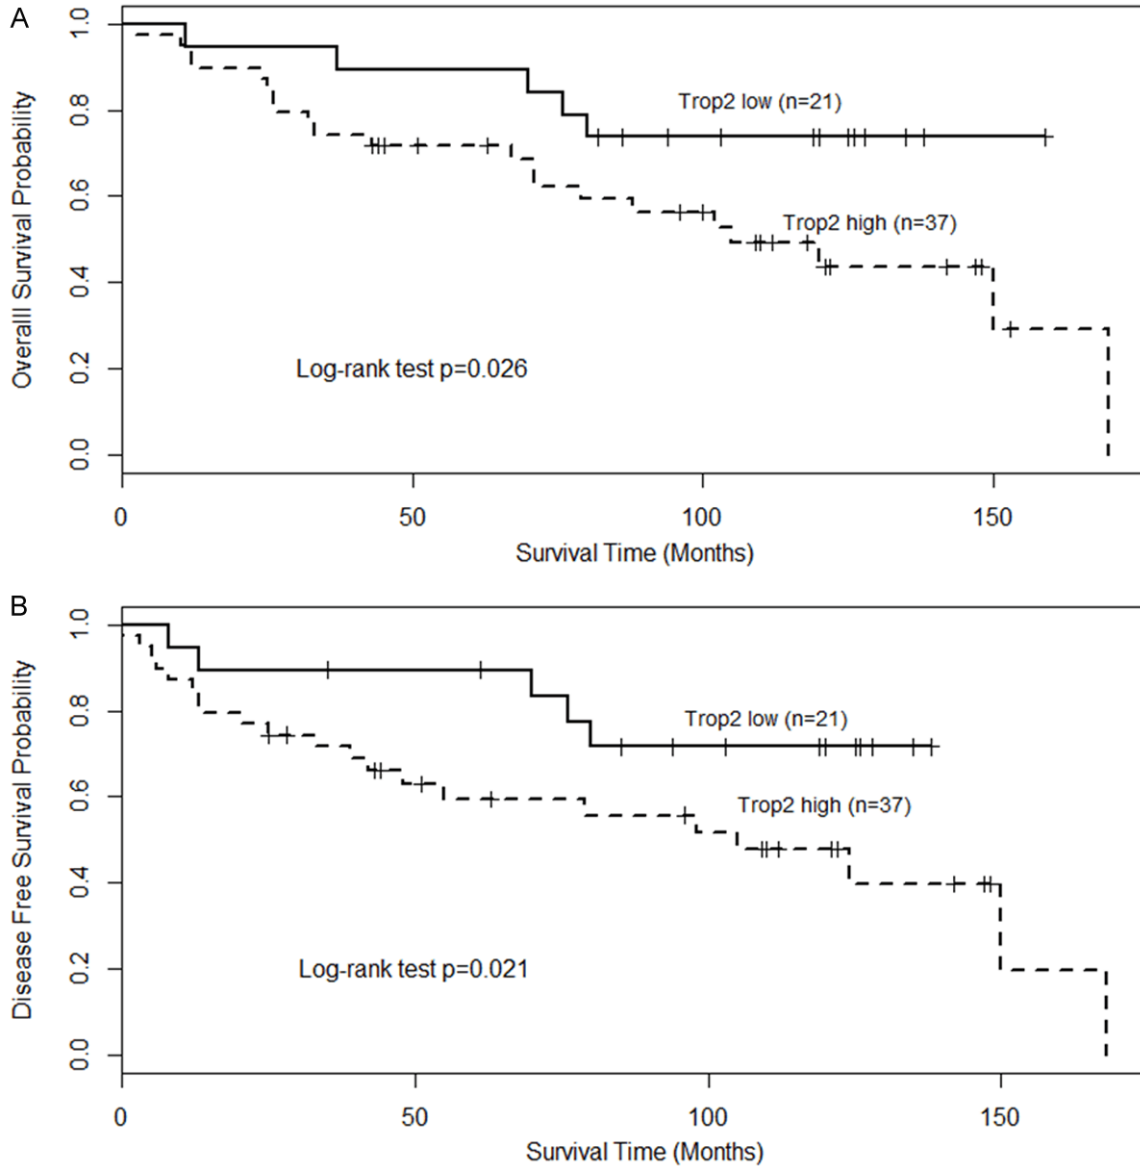 A
Overalll Survival Probability
1.0
0.8
0.6
0.4
0.2
0.0
Trop2 low (n=21)
Trop2 high (n=37)
Log-rank test p=0.026
0 50 100 150
Survival Time (Months)
B
Disease Free Survival Probability
1.0
0.8
0.6
0.4
0.2
0.0
Trop2 low (n=21)
Trop2 high (n=37)
Log-rank test p=0.021
0 50 100 150
Survival Time (Months)